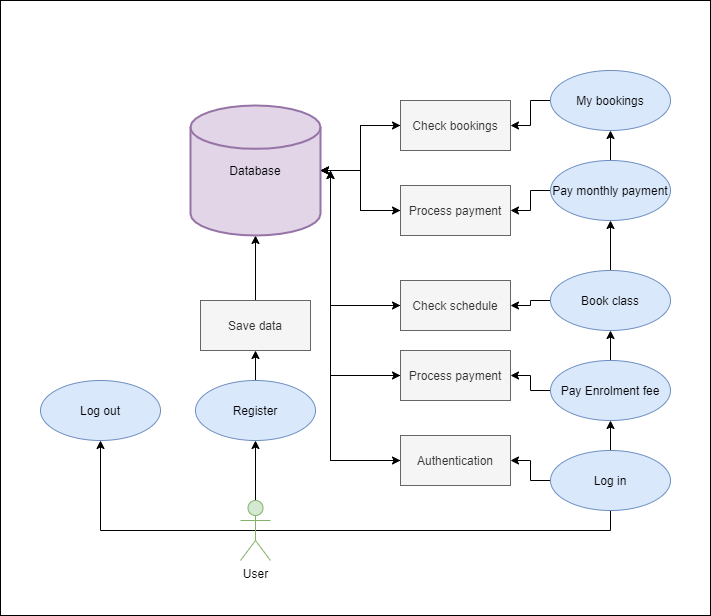 My bookings
Check bookings
Database
Pay monthly payment
Process payment
Book class
Check schedule
Save data
Process payment
Pay Enrolment fee
Log out
Register
Authentication
Log in
User